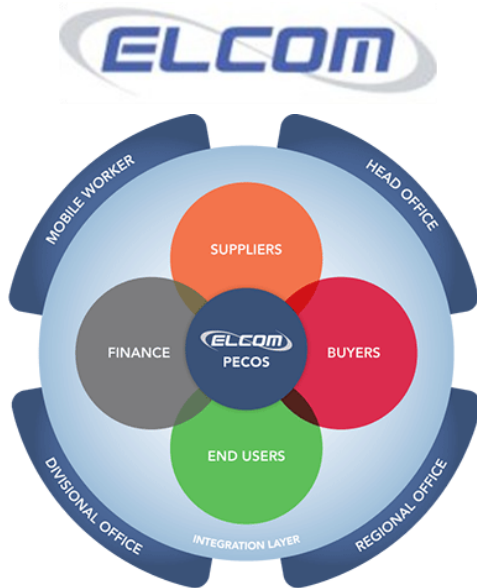 ELCOM
MOBILE WORKER
HEAD OFFICE
SUPPLIERS
FINANCE
ELCOM
PECOS
BUYERS
END USERS
DIVISIONAL OFFICE
INTEGRATION LAYER
REGIONAL OFFICE